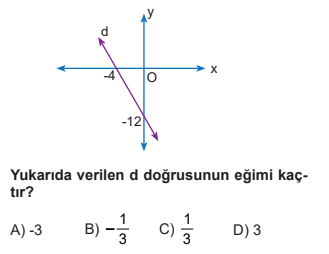 y
d
x
-4
O
-12
Yukarıda verilen d doğrusunun eğimi kaç-
tır?
A) -3 B) -1/3 C) 1/3 D) 3